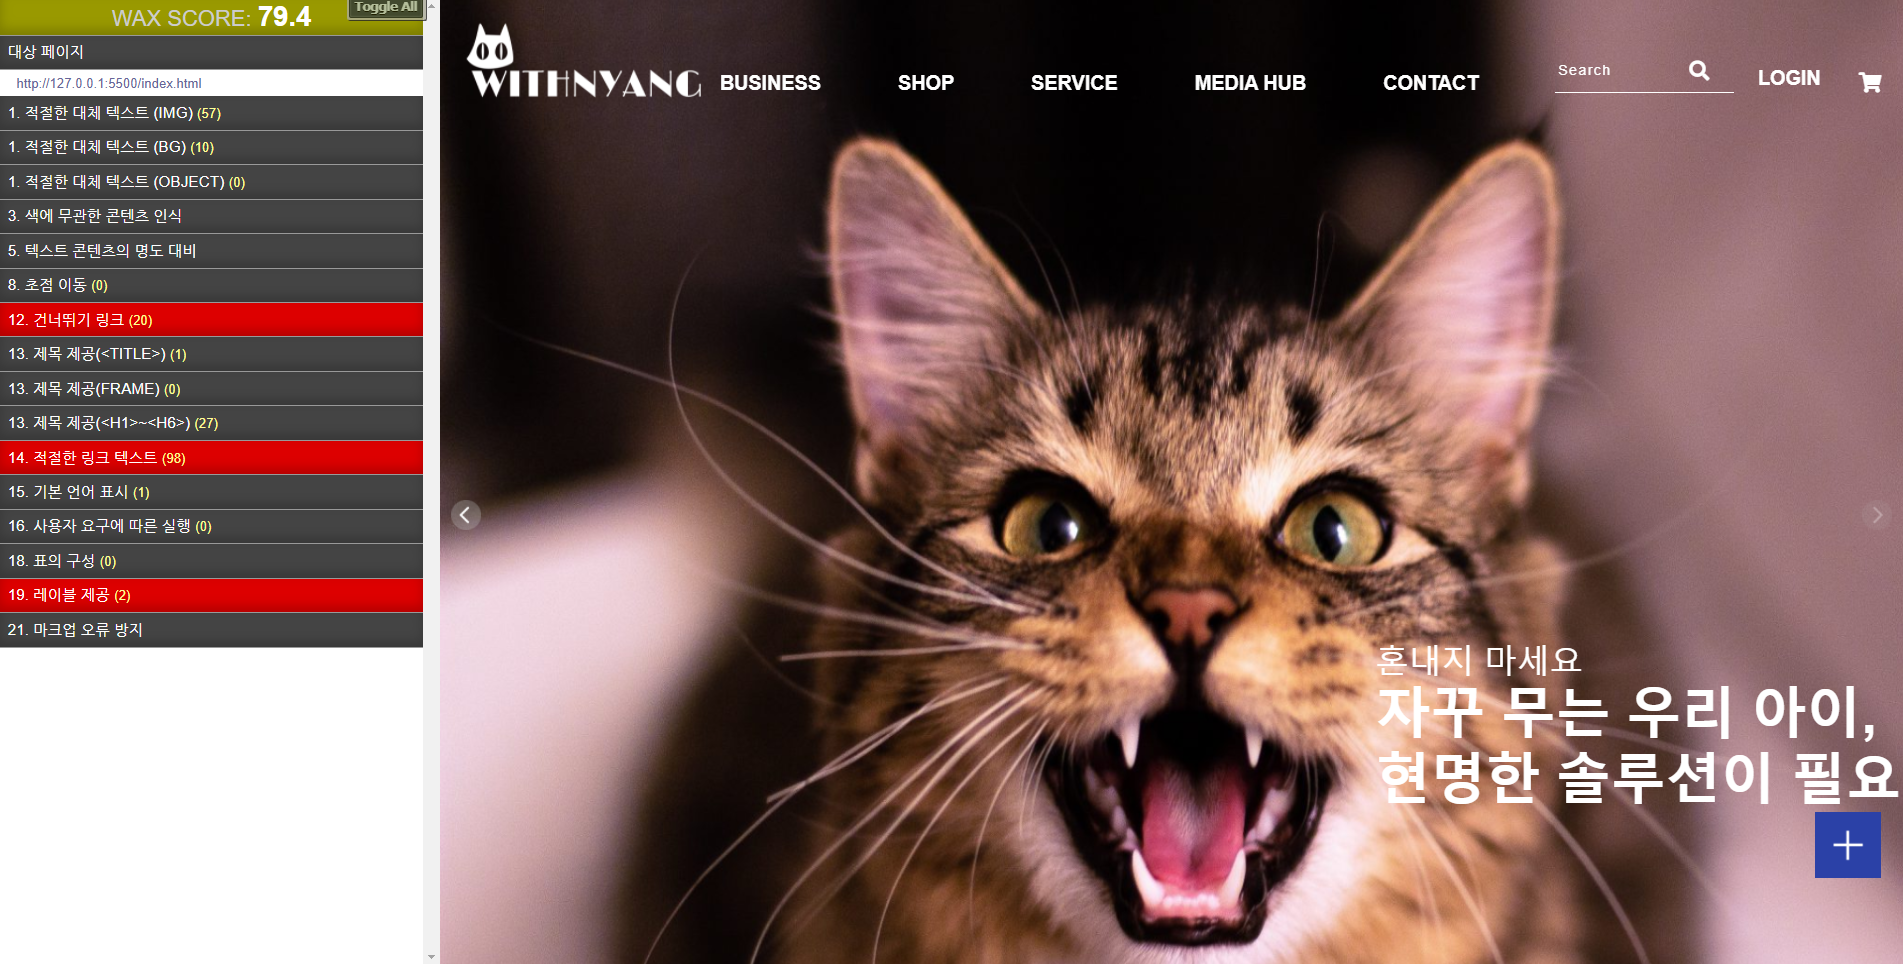 WAX SCORE: 79.4
Toggle All
대상 페이지
http://127.0.0.1:5500/index.html
1. 적절한 대체 텍스트 (IMG) (57)
1. 적절한 대체 텍스트 (BG) (10)
1. 적절한 대체 텍스트 (OBJECT) (0)
3. 색에 무관한 콘텐츠 인식
5. 텍스트 콘텐츠의 명도 대비
8. 초점 이동 (0)
12. 건너뛰기 링크 (20)
13. 제목 제공(<TITLE>) (1)
13. 제목 제공(FRAME) (0)
13. 제목 제공(<H1>~<H6>) (27)
14. 적절한 링크 텍스트 (98)
15. 기본 언어 표시 (1)
16. 사용자 요구에 따른 실행 (0)
18. 표의 구성 (0)
19. 레이블 제공 (2)
21. 마크업 오류 방지
WITHNYANG
BUSINESS
SHOP
SERVICE
MEDIA HUB
CONTACT
Search
LOGIN
혼내지 마세요
자꾸 무는 우리 아이,
현명한 솔루션이 필요